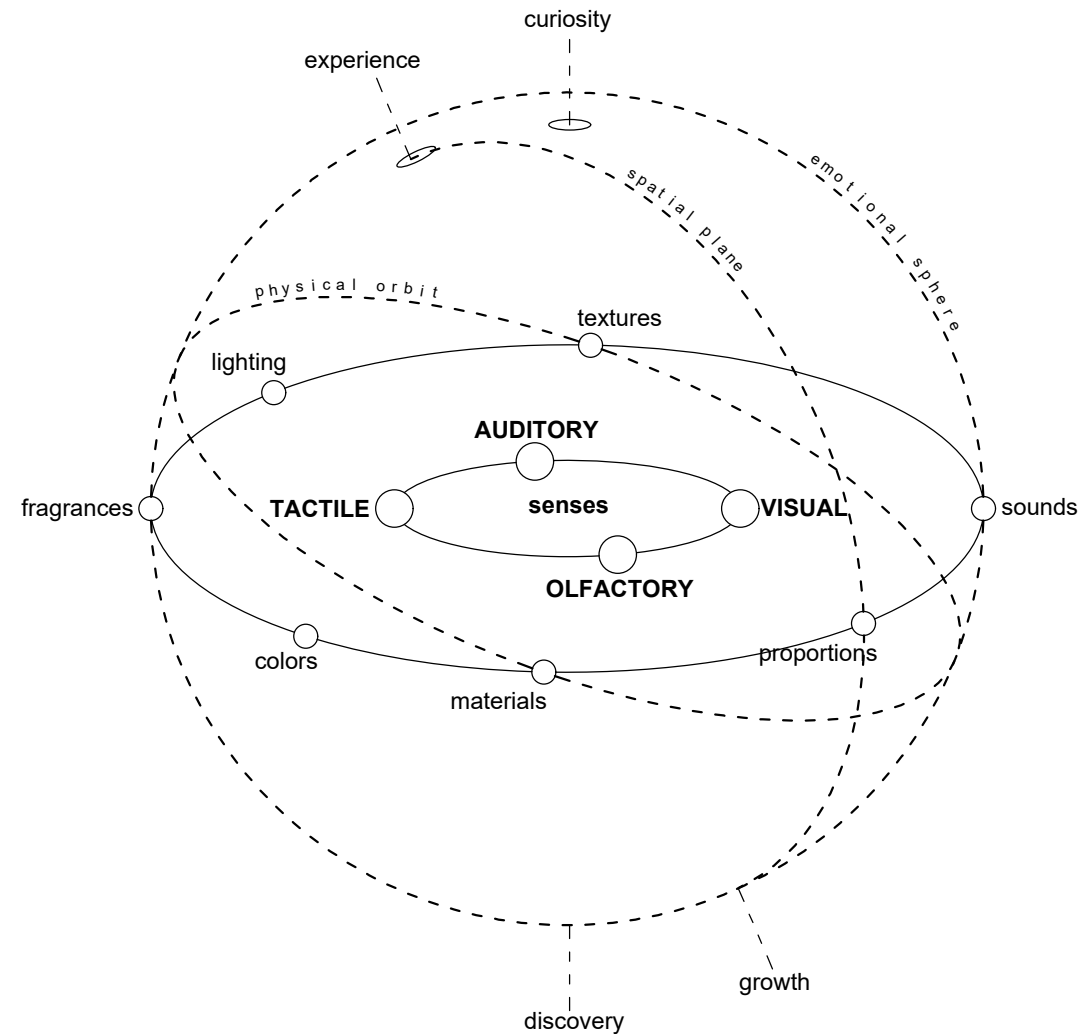 curiosity
experience
emotional sphere
spatial plane
physical orbit
textures
lighting
AUDITORY
fragrances
TACTILE
senses
VISUAL
sounds
OLFACTORY
colors
proportions
materials
growth
discovery